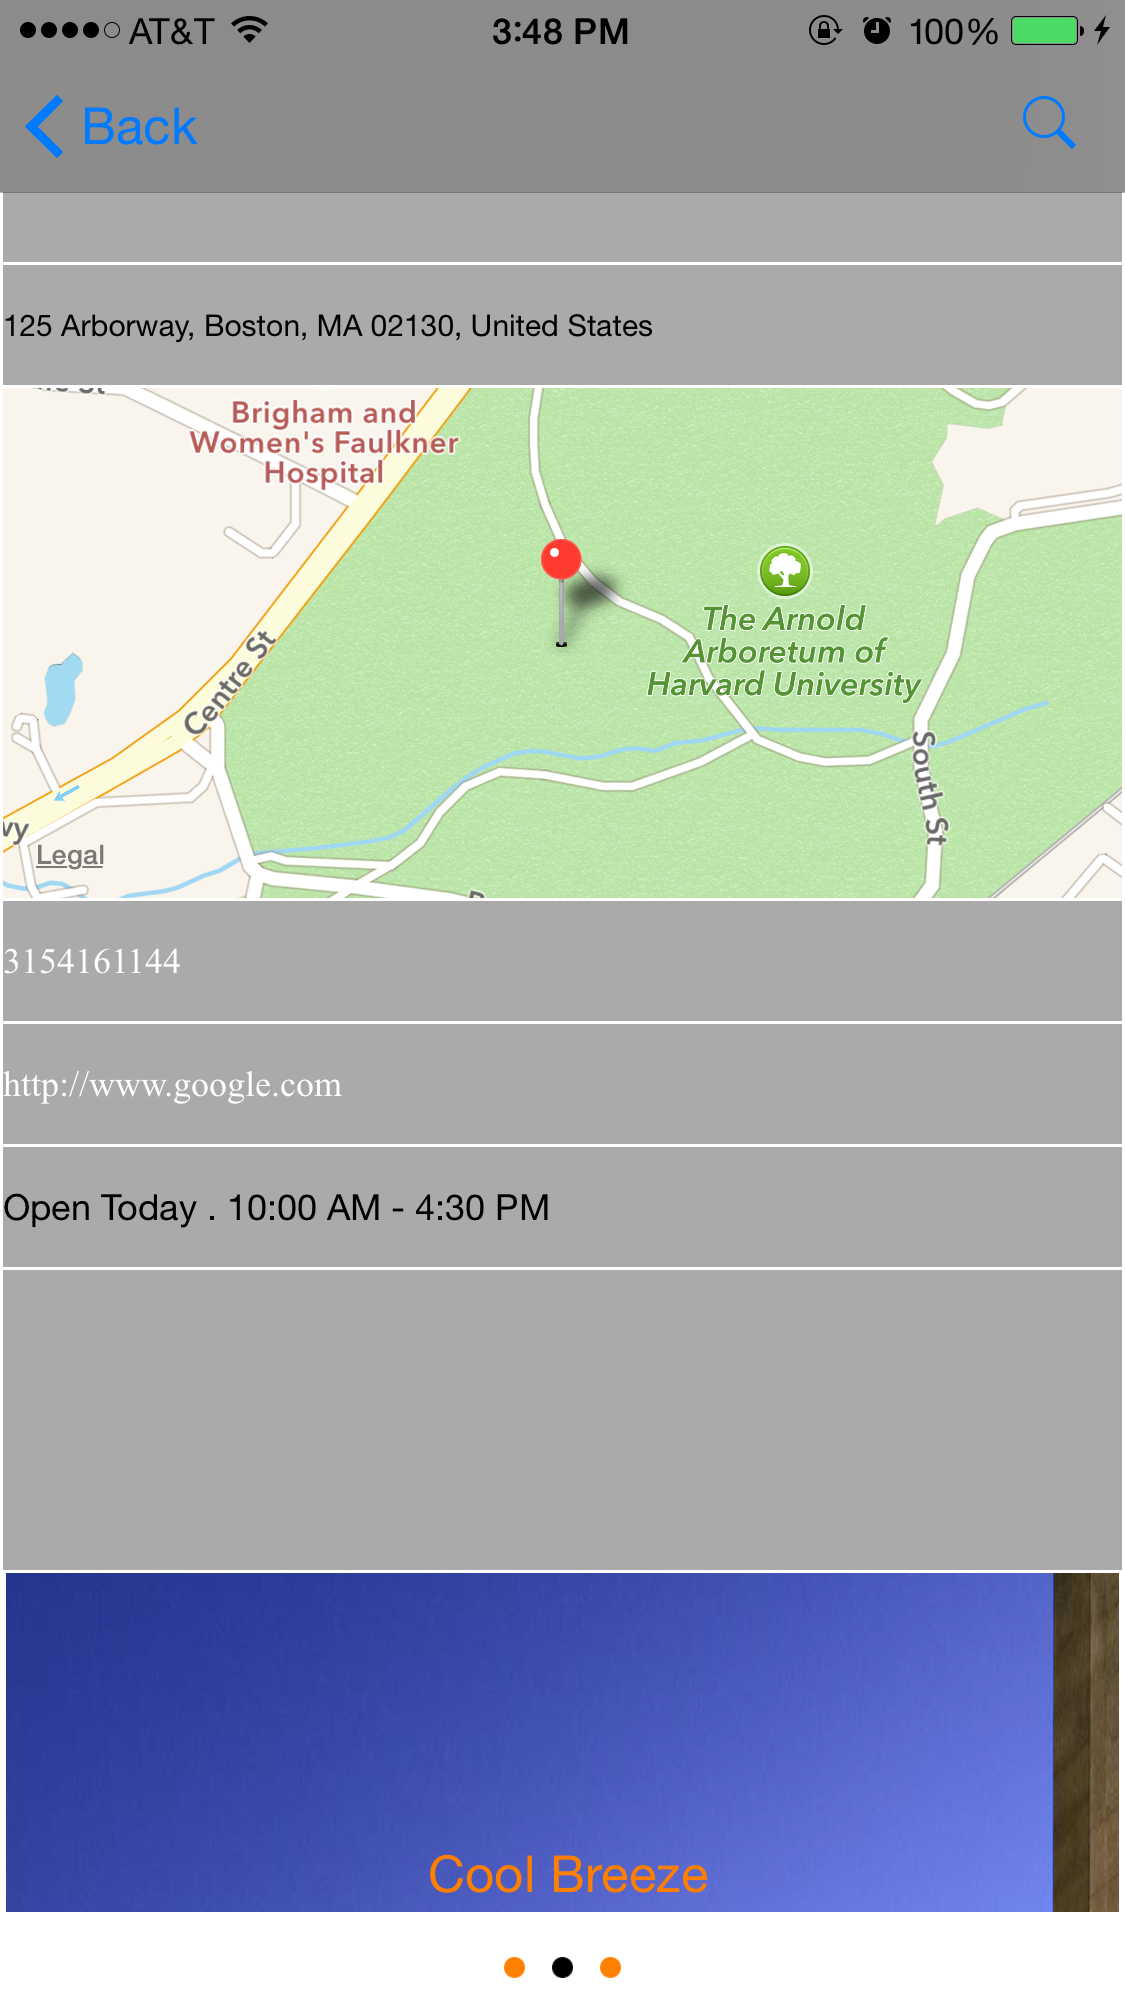 AT&T 3:48 PM 100%
Back
125 Arborway, Boston, MA 02130, United States
Brigham and
Women's Faulkner
Hospital
The Arnold
Arboretum of
Harvard University
Centre St
South St
Legal
3154161144
http://www.google.com
Open Today . 10:00 AM - 4:30 PM
Cool Breeze